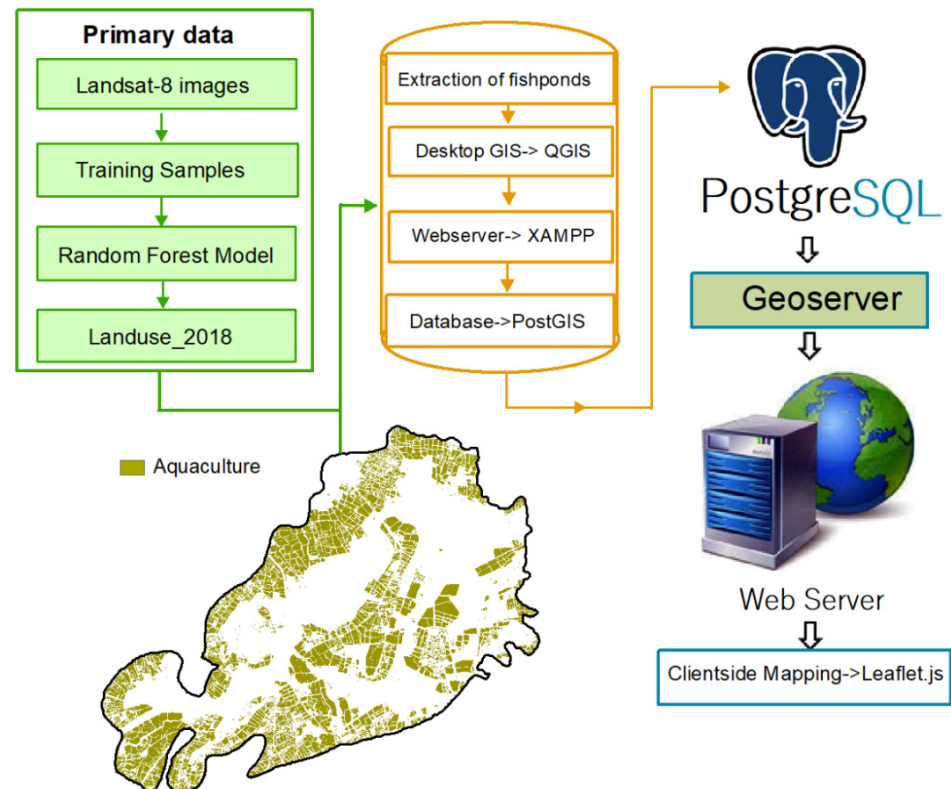 Primary data
Landsat-8 images
Training Samples
Random Forest Model
Landuse_2018
Extraction of fishponds
Desktop GIS-> QGIS
Webserver-> XAMPP
Database->PostGIS
PostgreSQL
Geoserver
Web Server
Clientside Mapping->Leaflet.js
Aquaculture